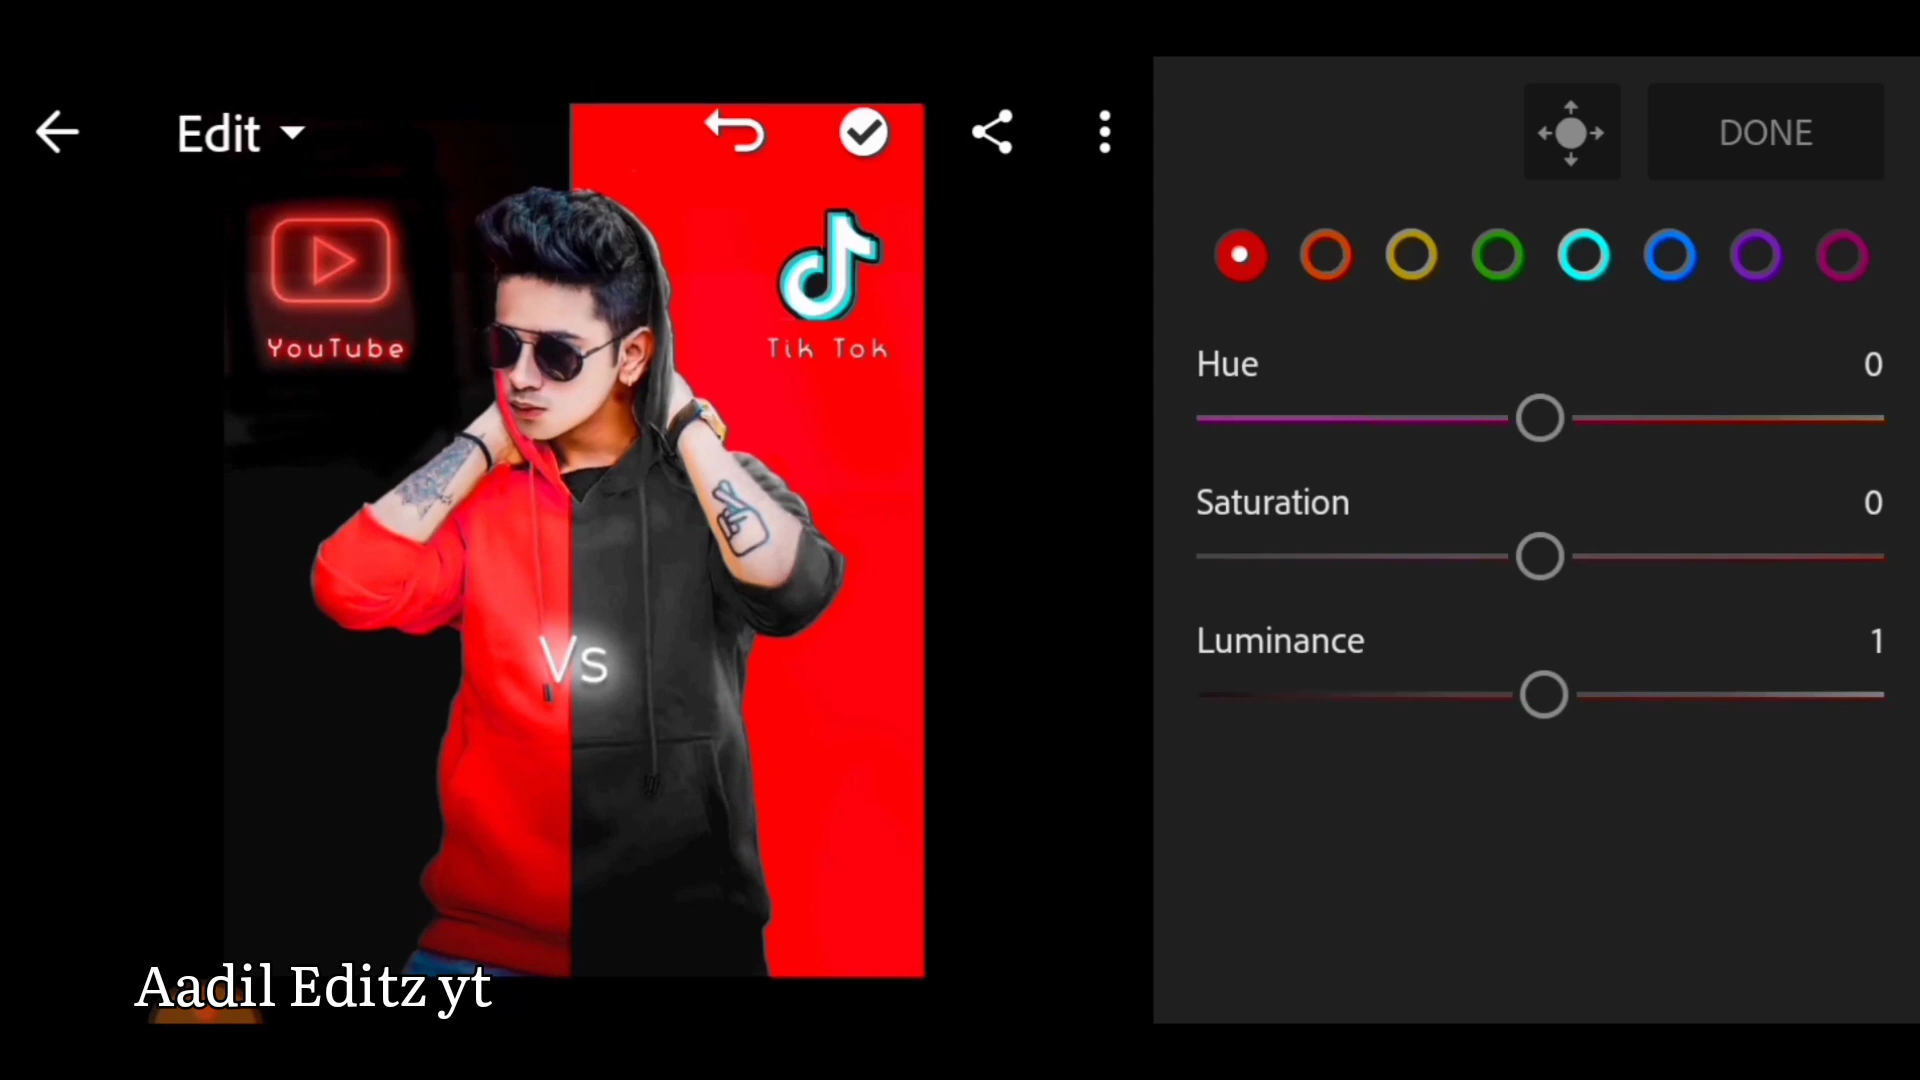 Edit
DONE
YouTube
Tik Tok
Vs
Hue
0
Saturation
0
Luminance
1
Aadil Editz yt